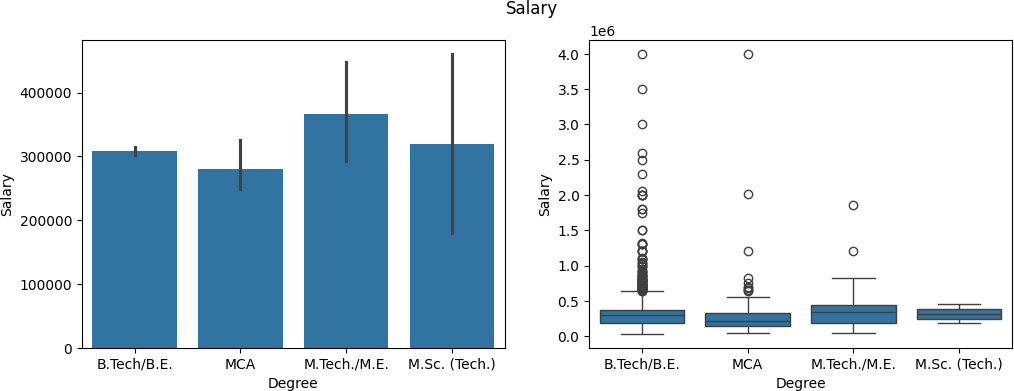 Salary
Salary
400000
300000
200000
100000
0
B.Tech/B.E.
MCA
M.Tech./M.E.
M.Sc. (Tech.)
Degree
1e6
Salary
4.0
3.5
3.0
2.5
2.0
1.5
1.0
0.5
0.0
B.Tech/B.E.
MCA
M.Tech./M.E.
M.Sc. (Tech.)
Degree